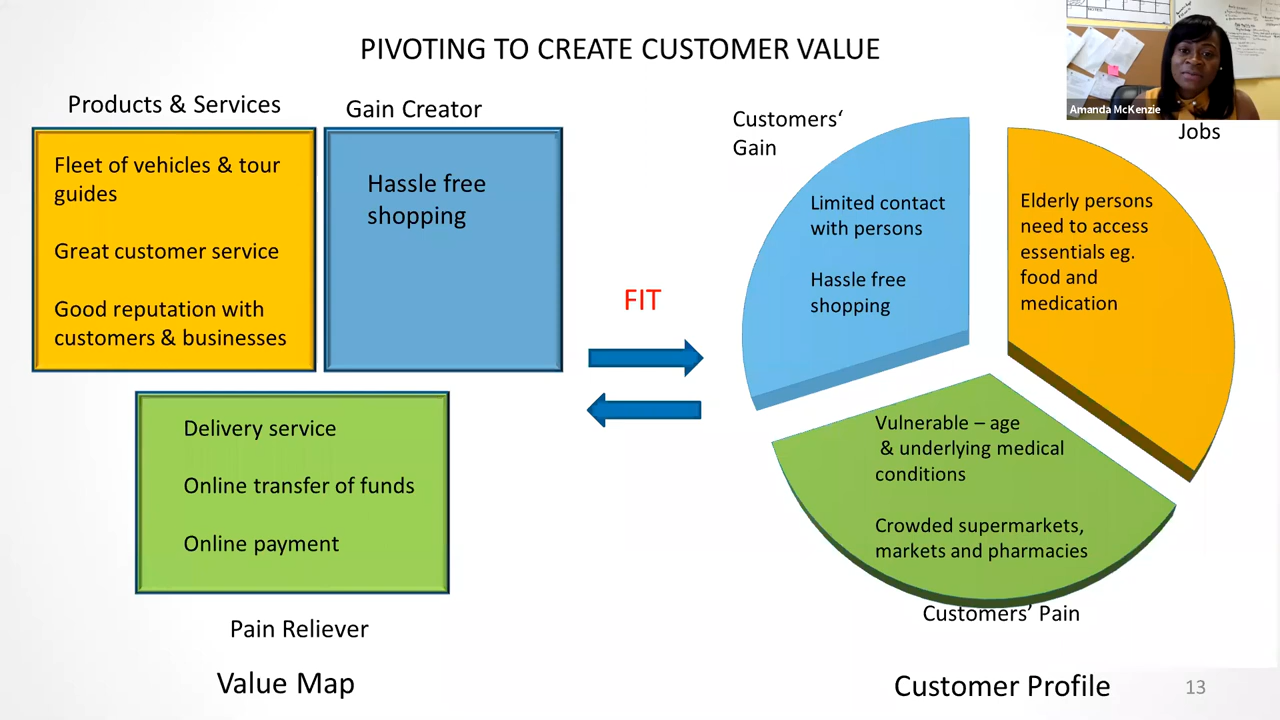 PIVOTING TO CREATE CUSTOMER VALUE
Amanda McKenzie
Products & Services
Gain Creator
Fleet of vehicles & tour
guides
Great customer service
Good reputation with
customers & businesses
Hassle free
shopping
Delivery service
Online transfer of funds
Online payment
Pain Reliever
Value Map
FIT
Customers‘
Gain
Limited contact
with persons
Hassle free
shopping
Jobs
Elderly persons
need to access
essentials eg.
food and
medication
Vulnerable – age
& underlying medical
conditions
Crowded supermarkets,
markets and pharmacies
Customers’ Pain
Customer Profile
13